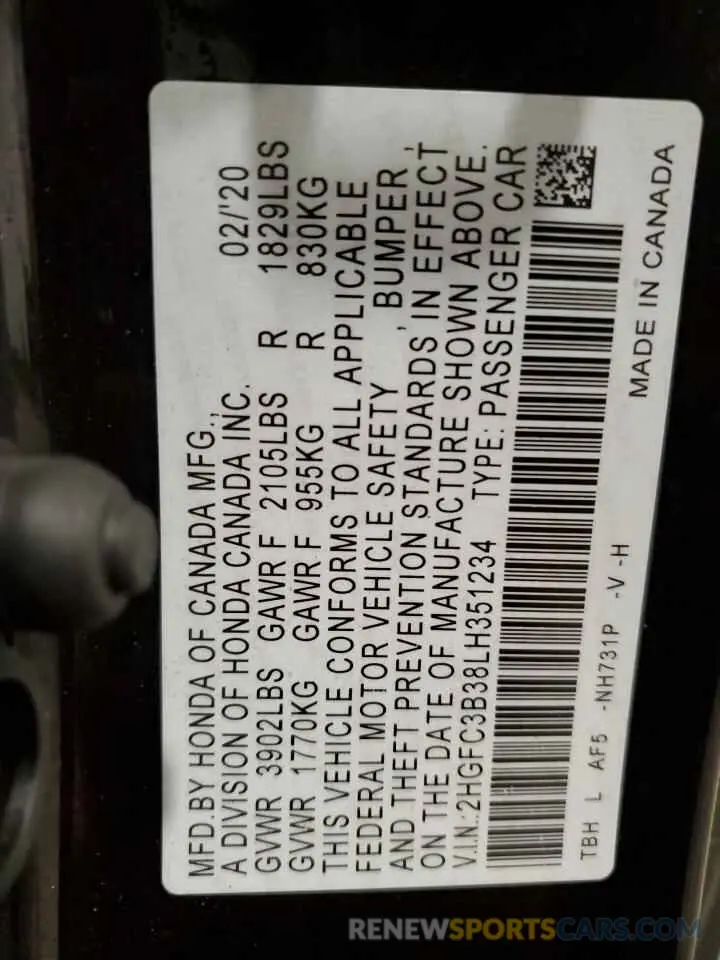 MFD.BY HONDA OF CANADA MFG.,
A DIVISION OF HONDA CANADA INC. 02/'20
GVWR 3902LBS GAWR F 2105LBS R 1829LBS
GVWR 1770KG GAWR F 955KG R 830KG
THIS VEHICLE CONFORMS TO ALL APPLICABLE
FEDERAL MOTOR VEHICLE SAFETY , BUMPER ,
AND THEFT PREVENTION STANDARDS IN EFFECT
ON THE DATE OF MANUFACTURE SHOWN ABOVE.
V.I.N.:2HGFC3B38LH351234 TYPE: PASSENGER CAR
TBH L AF5 -NH731P -V -H MADE IN CANADA
RENEWSPORTSCARS.COM